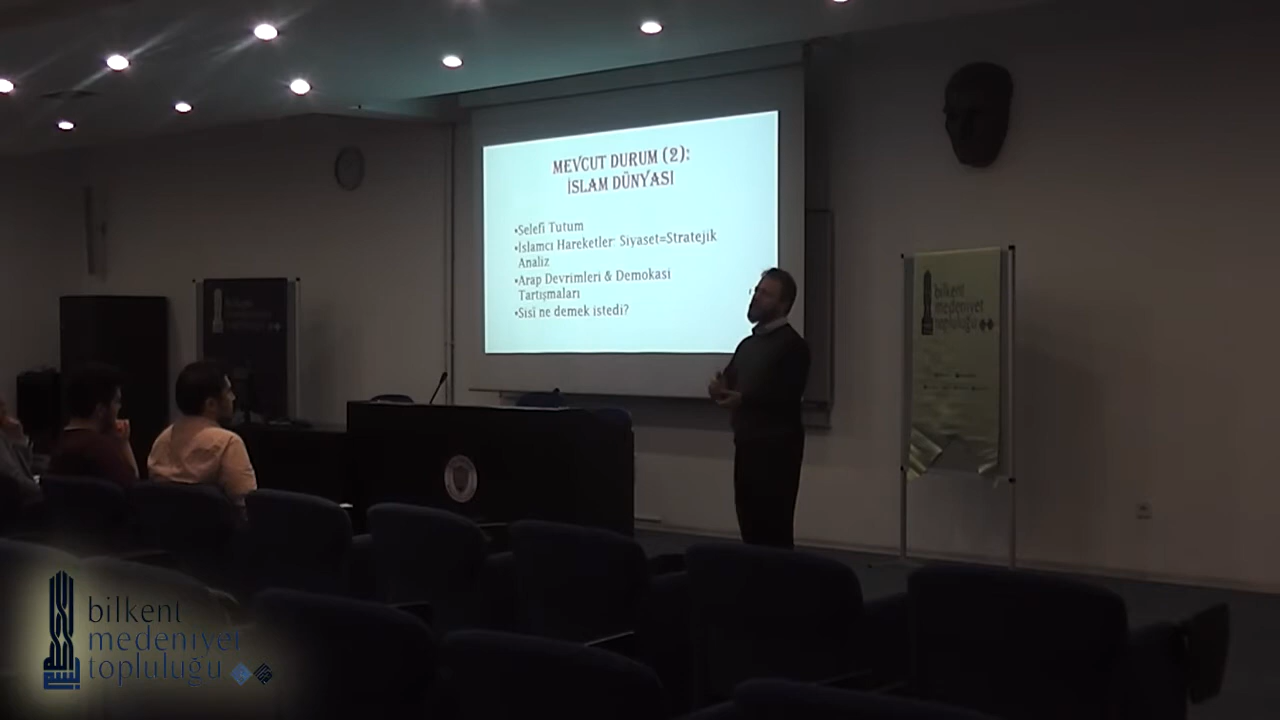 MEVCUT DURUM (2):
İSLAM DÜNYASI
•Selefi Tutum
•İslamcı Hareketler: Siyaset=Stratejik
Analiz
•Arap Devrimleri & Demokasi
Tartışmaları
•Sisi ne demek istedi?
bilkent
medeniyet
topluluğu
bilkent
medeniyet
topluluğu